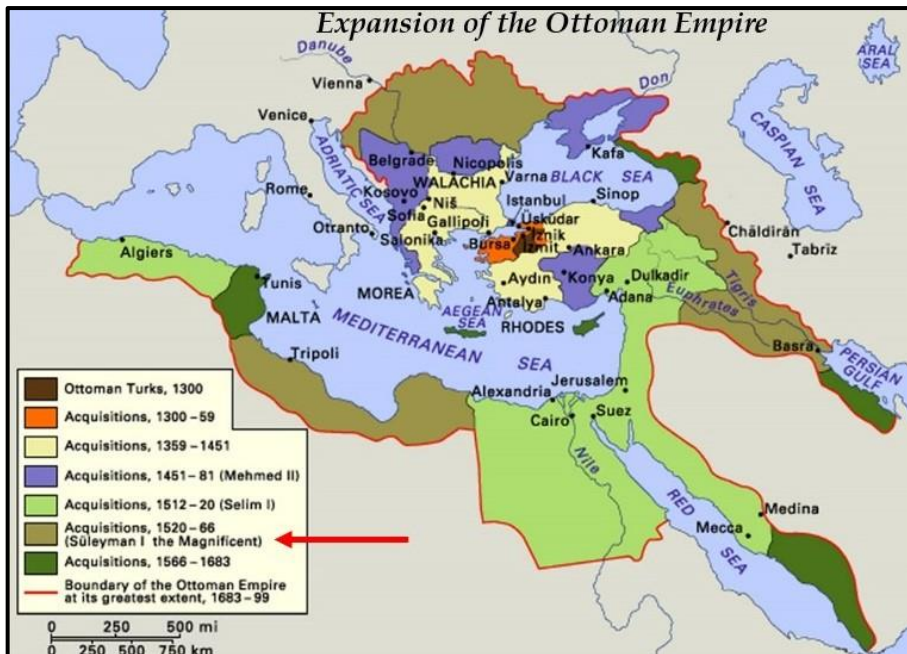 Expansion of the Ottoman Empire
ARAL
SEA
Danube
Vienna
Don
Venice
CASPIAN
SEA
ADRIATIC SEA
Belgrade
Nicopolis
Kafa
WALACHIA
Varna
BLACK SEA
Kosovo
Niš
Sinop
Rome
Sofia
Istanbul
Üsküdar
Gallipoli
İznik
Chāldirān
Otranto
Salonika
Bursa
İzmit
Ankara
Tabrīz
Algiers
Tunis
Aydın
Konya
Dulkadir
Tigris
MOREA
Antalya
Adana
Euphrates
AEGEAN
SEA
MALTA
RHODES
Basra
MEDITERRANEAN
SEA
PERSIAN
GULF
Tripoli
Jerusalem
Alexandria
Cairo
Suez
Nile
RED
SEA
Medina
Mecca
Ottoman Turks, 1300
Acquisitions, 1300–59
Acquisitions, 1359–1451
Acquisitions, 1451–81 (Mehmed II)
Acquisitions, 1512–20 (Selim I)
Acquisitions, 1520–66
(Süleyman I the Magnificent)
Acquisitions, 1566–1683
Boundary of the Ottoman Empire
at its greatest extent, 1683–99
0 250 500 mi
0 250 500 750 km